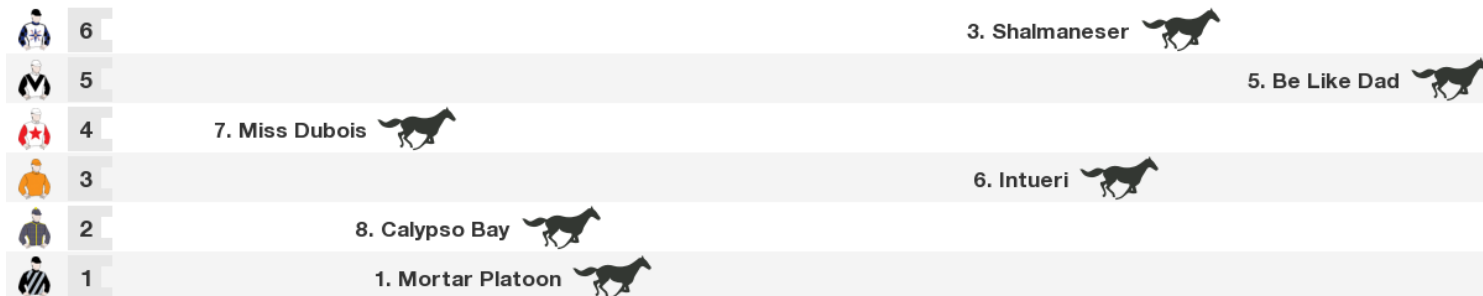 6 3. Shalmaneser
5 5. Be Like Dad
4 7. Miss Dubois
3 6. Intueri
2 8. Calypso Bay
1 1. Mortar Platoon